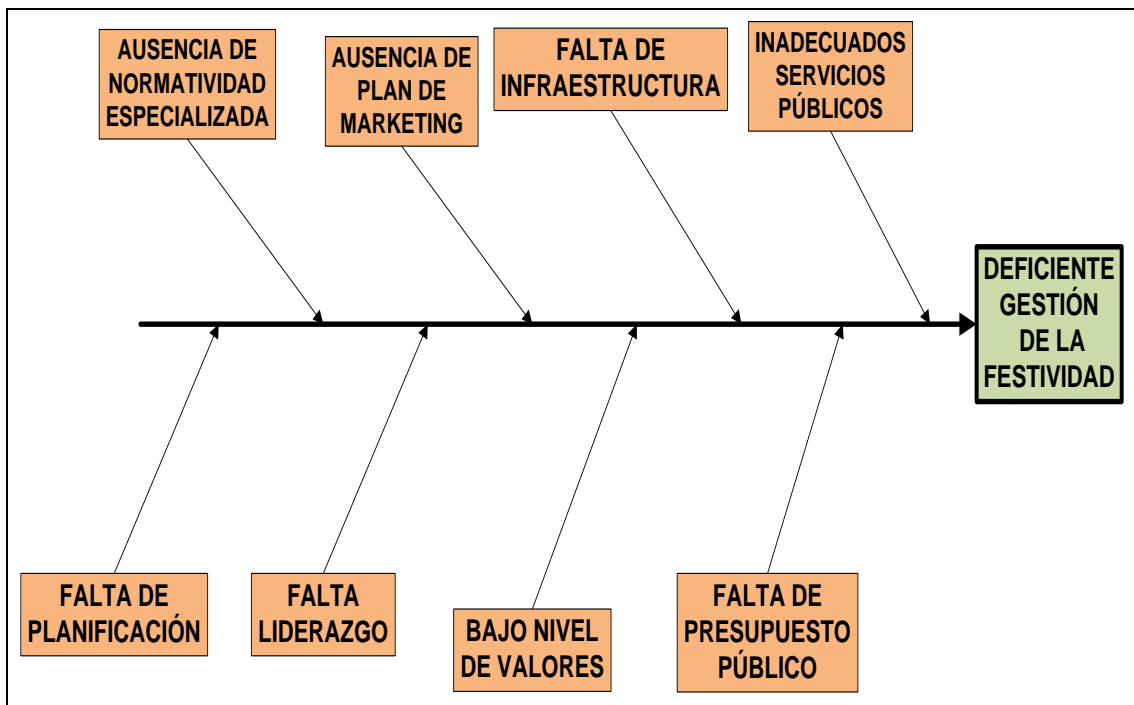 AUSENCIA DE
NORMATIVIDAD
ESPECIALIZADA
AUSENCIA DE
PLAN DE
MARKETING
FALTA DE
INFRAESTRUCTURA
INADECUADOS
SERVICIOS
PÚBLICOS
DEFICIENTE
GESTIÓN
DE LA
FESTIVIDAD
FALTA DE
PLANIFICACIÓN
FALTA
LIDERAZGO
BAJO NIVEL
DE VALORES
FALTA DE
PRESUPUESTO
PÚBLICO